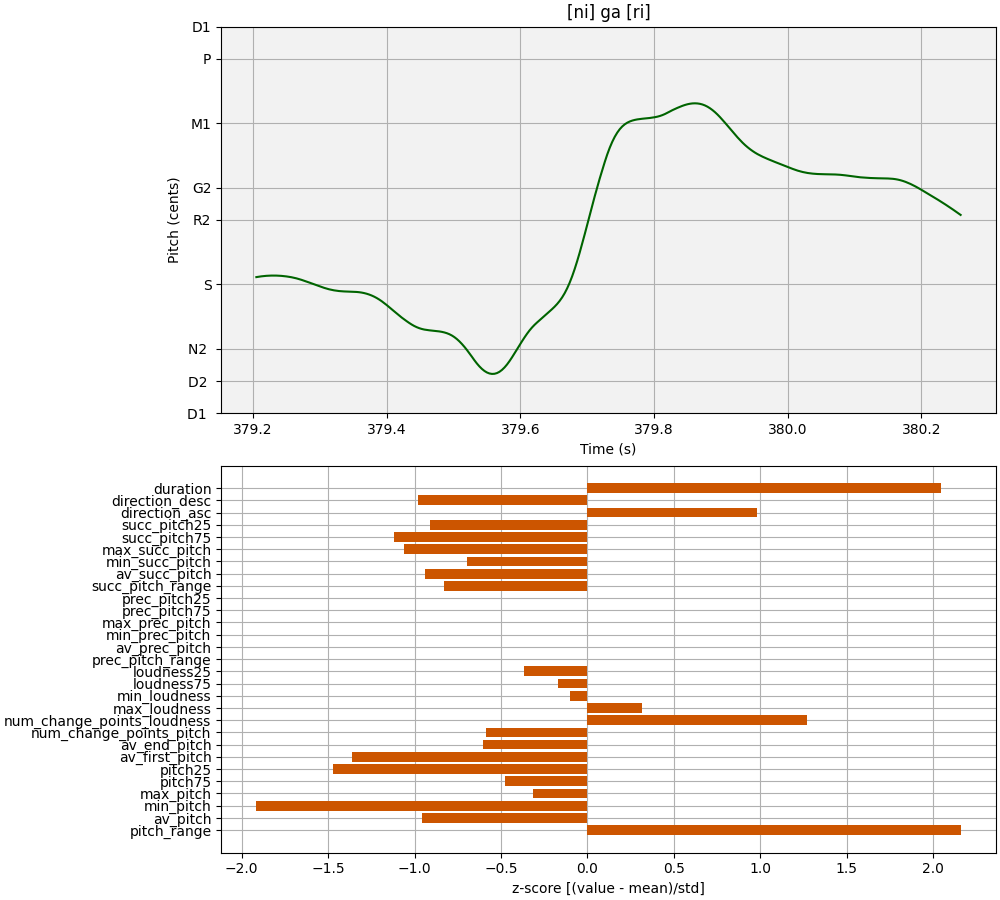 [ni] ga [ri]
D1
P
M1
G2
R2
S
N2
D2
D1
Pitch (cents)
379.2 379.4 379.6 379.8 380.0 380.2
Time (s)
duration
direction_desc
direction_asc
succ_pitch25
succ_pitch75
max_succ_pitch
min_succ_pitch
av_succ_pitch
succ_pitch_range
prec_pitch25
prec_pitch75
max_prec_pitch
min_prec_pitch
av_prec_pitch
prec_pitch_range
loudness25
loudness75
min_loudness
max_loudness
num_change_points_loudness
num_change_points_pitch
av_end_pitch
av_first_pitch
pitch25
pitch75
max_pitch
min_pitch
av_pitch
pitch_range
−2.0 −1.5 −1.0 −0.5 0.0 0.5 1.0 1.5 2.0
z-score [(value - mean)/std]